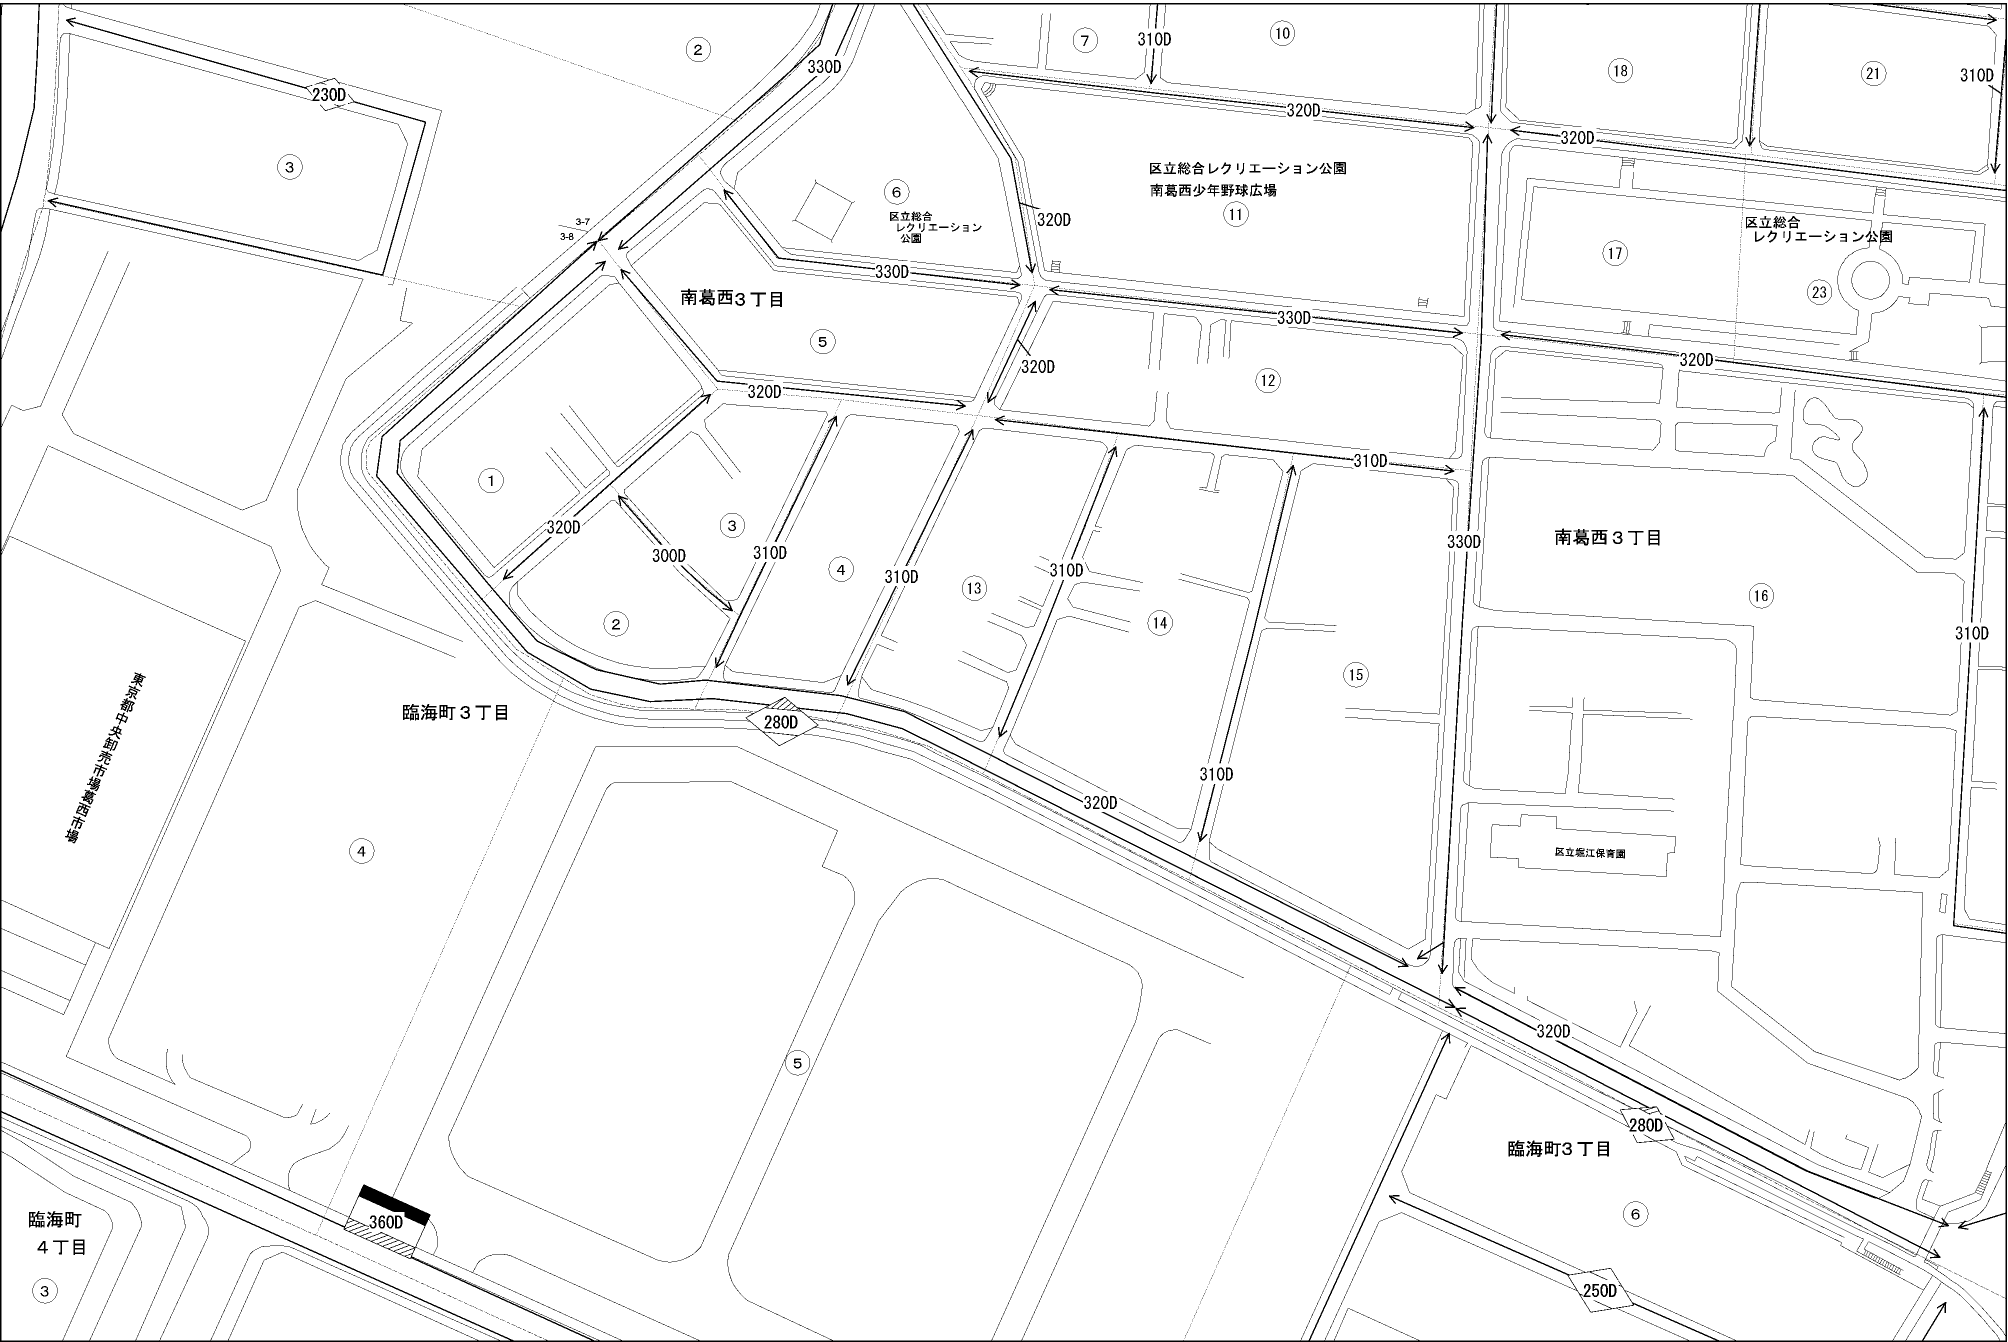 ②
⑦
310D
⑩
⑱
㉑
310D
330D
230D
320D
320D
③
⑥
区立総合
レクリエーション
公園
区立総合レクリエーション公園
南葛西少年野球広場
⑪
320D
3-7
3-8
区立総合
レクリエーション公園
⑰
㉓
330D
南葛西３丁目
330D
⑤
320D
320D
⑫
320D
①
310D
320D
③
300D
310D
④
310D
⑬
310D
330D
南葛西３丁目
⑯
②
⑭
310D
⑮
臨海町３丁目
280D
東京都中央卸売市場葛西市場
310D
320D
④
区立堀江保育園
⑤
320D
280D
臨海町３丁目
⑥
360D
臨海町
４丁目
③
250D